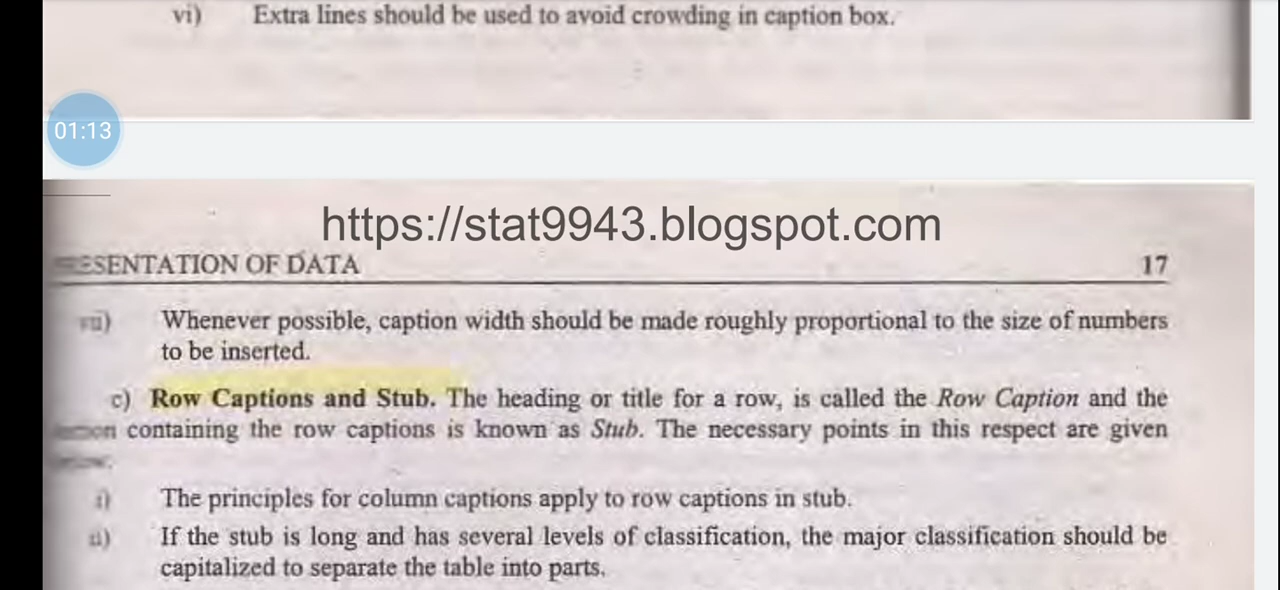 vi) Extra lines should be used to avoid crowding in caption box.
01:13
https://stat9943.blogspot.com
ESENTATION OF DATA 17
vii) Whenever possible, caption width should be made roughly proportional to the size of numbers
to be inserted.
c) Row Captions and Stub. The heading or title for a row, is called the Row Caption and the
containing the row captions is known as Stub. The necessary points in this respect are given
i) The principles for column captions apply to row captions in stub.
ii) If the stub is long and has several levels of classification, the major classification should be
capitalized to separate the table into parts.